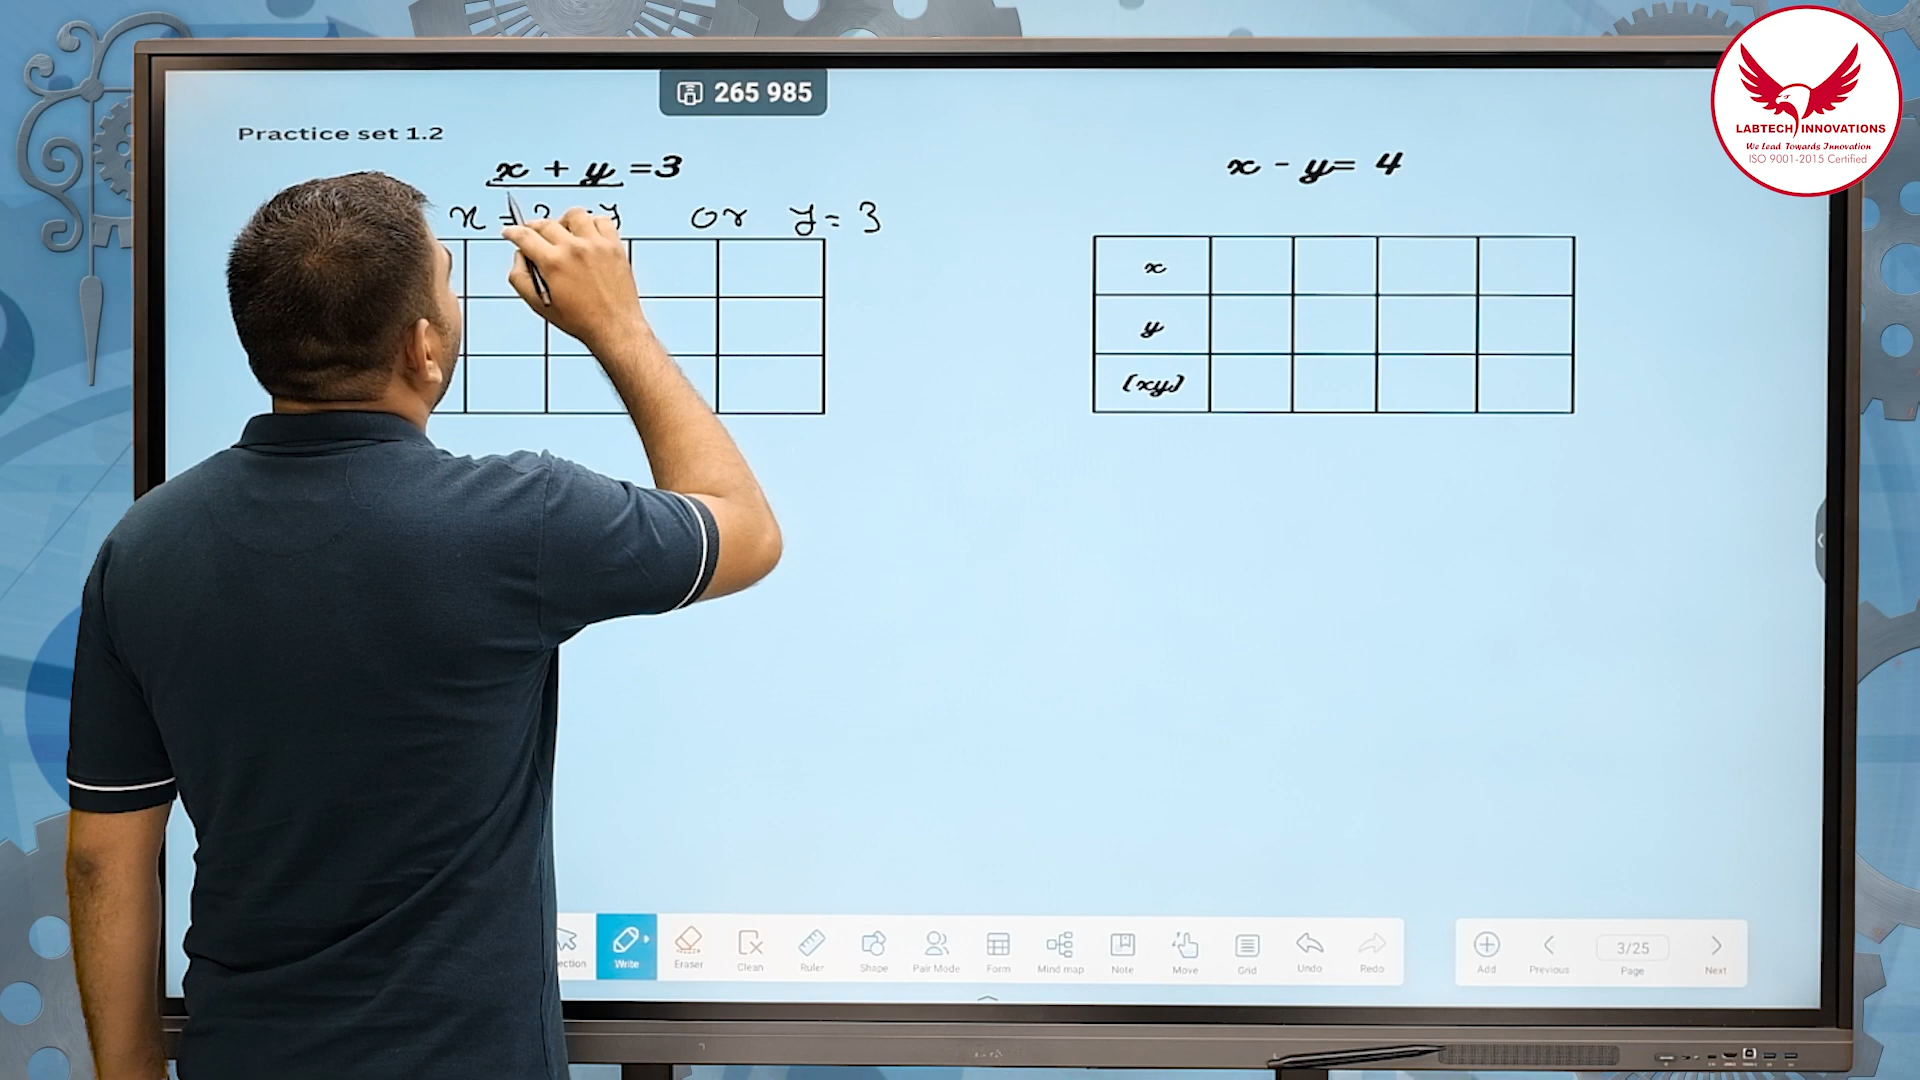 265 985
LABTECH INNOVATIONS
We Lead Towards Innovation
ISO 9001-2015 Certified
Practice set 1.2
x + y = 3
x - y = 4
x = y or y = 3
x
y
(xy)
ection Write Eraser Clean Ruler Shape Pair Mode Form Mind map Note Move Grid Undo Redo
Add Previous 3/25 Page Next